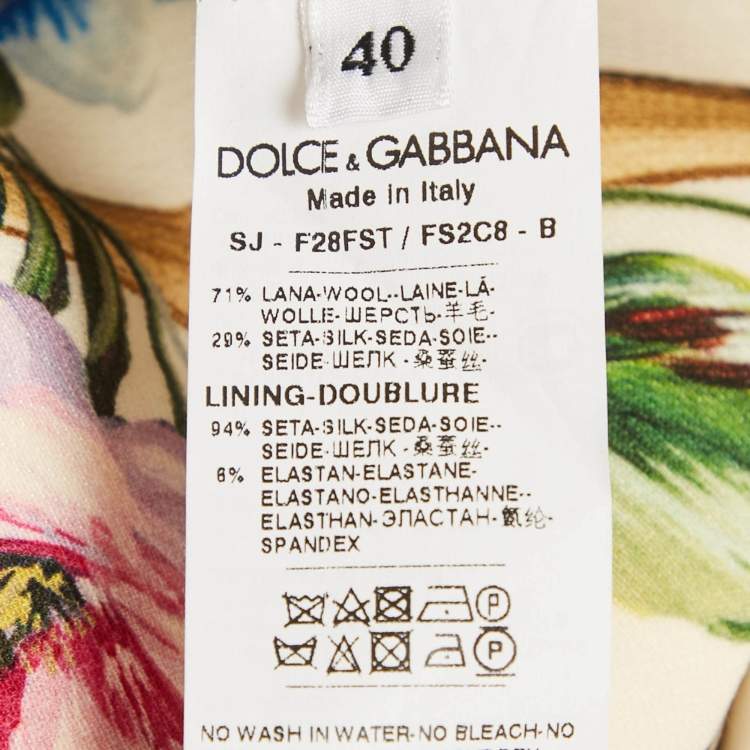 40
DOLCE & GABBANA
Made in Italy
SJ - F28FST / FS2C8 - B
71% LANA-WOOL--LAINE-LÃ-
WOLLE-ШЕРСТЬ-羊毛-
29% SETA-SILK-SEDA-SOIE--
SEIDE-ШЕЛК-桑蚕丝-
LINING-DOUBLURE
94% SETA-SILK-SEDA-SOIE--
SEIDE-ШЕЛК-桑蚕丝-
6% ELASTAN-ELASTANE-
ELASTANO-ELASTHANNE--
ELASTHAN-ЭЛАСТАН-氨纶-
SPANDEX
P
P
NO WASH IN WATER-NO BLEACH-NO